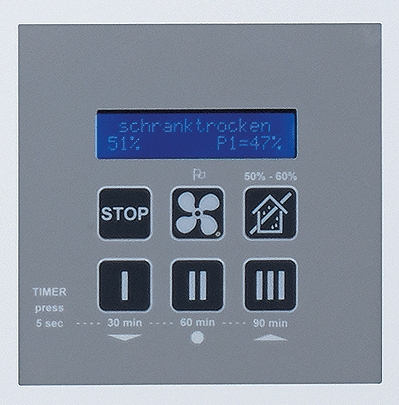 schranktrocken
51% P1=47%
50% - 60%
STOP
I II III
TIMER
press
5 sec ---- 30 min ---- 60 min ---- 90 min